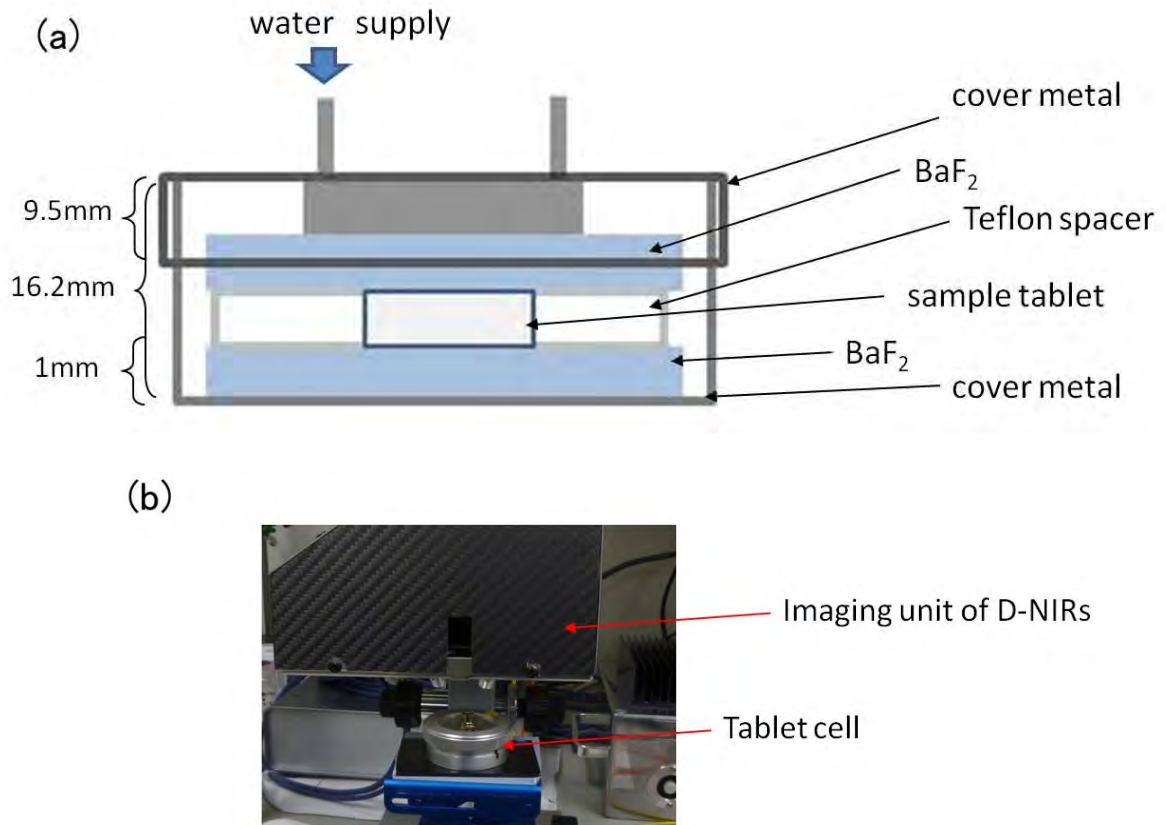 (a)
water supply
cover metal
BaF₂
9.5mm
Teflon spacer
16.2mm
sample tablet
BaF₂
1mm
cover metal
(b)
Imaging unit of D-NIRs
Tablet cell